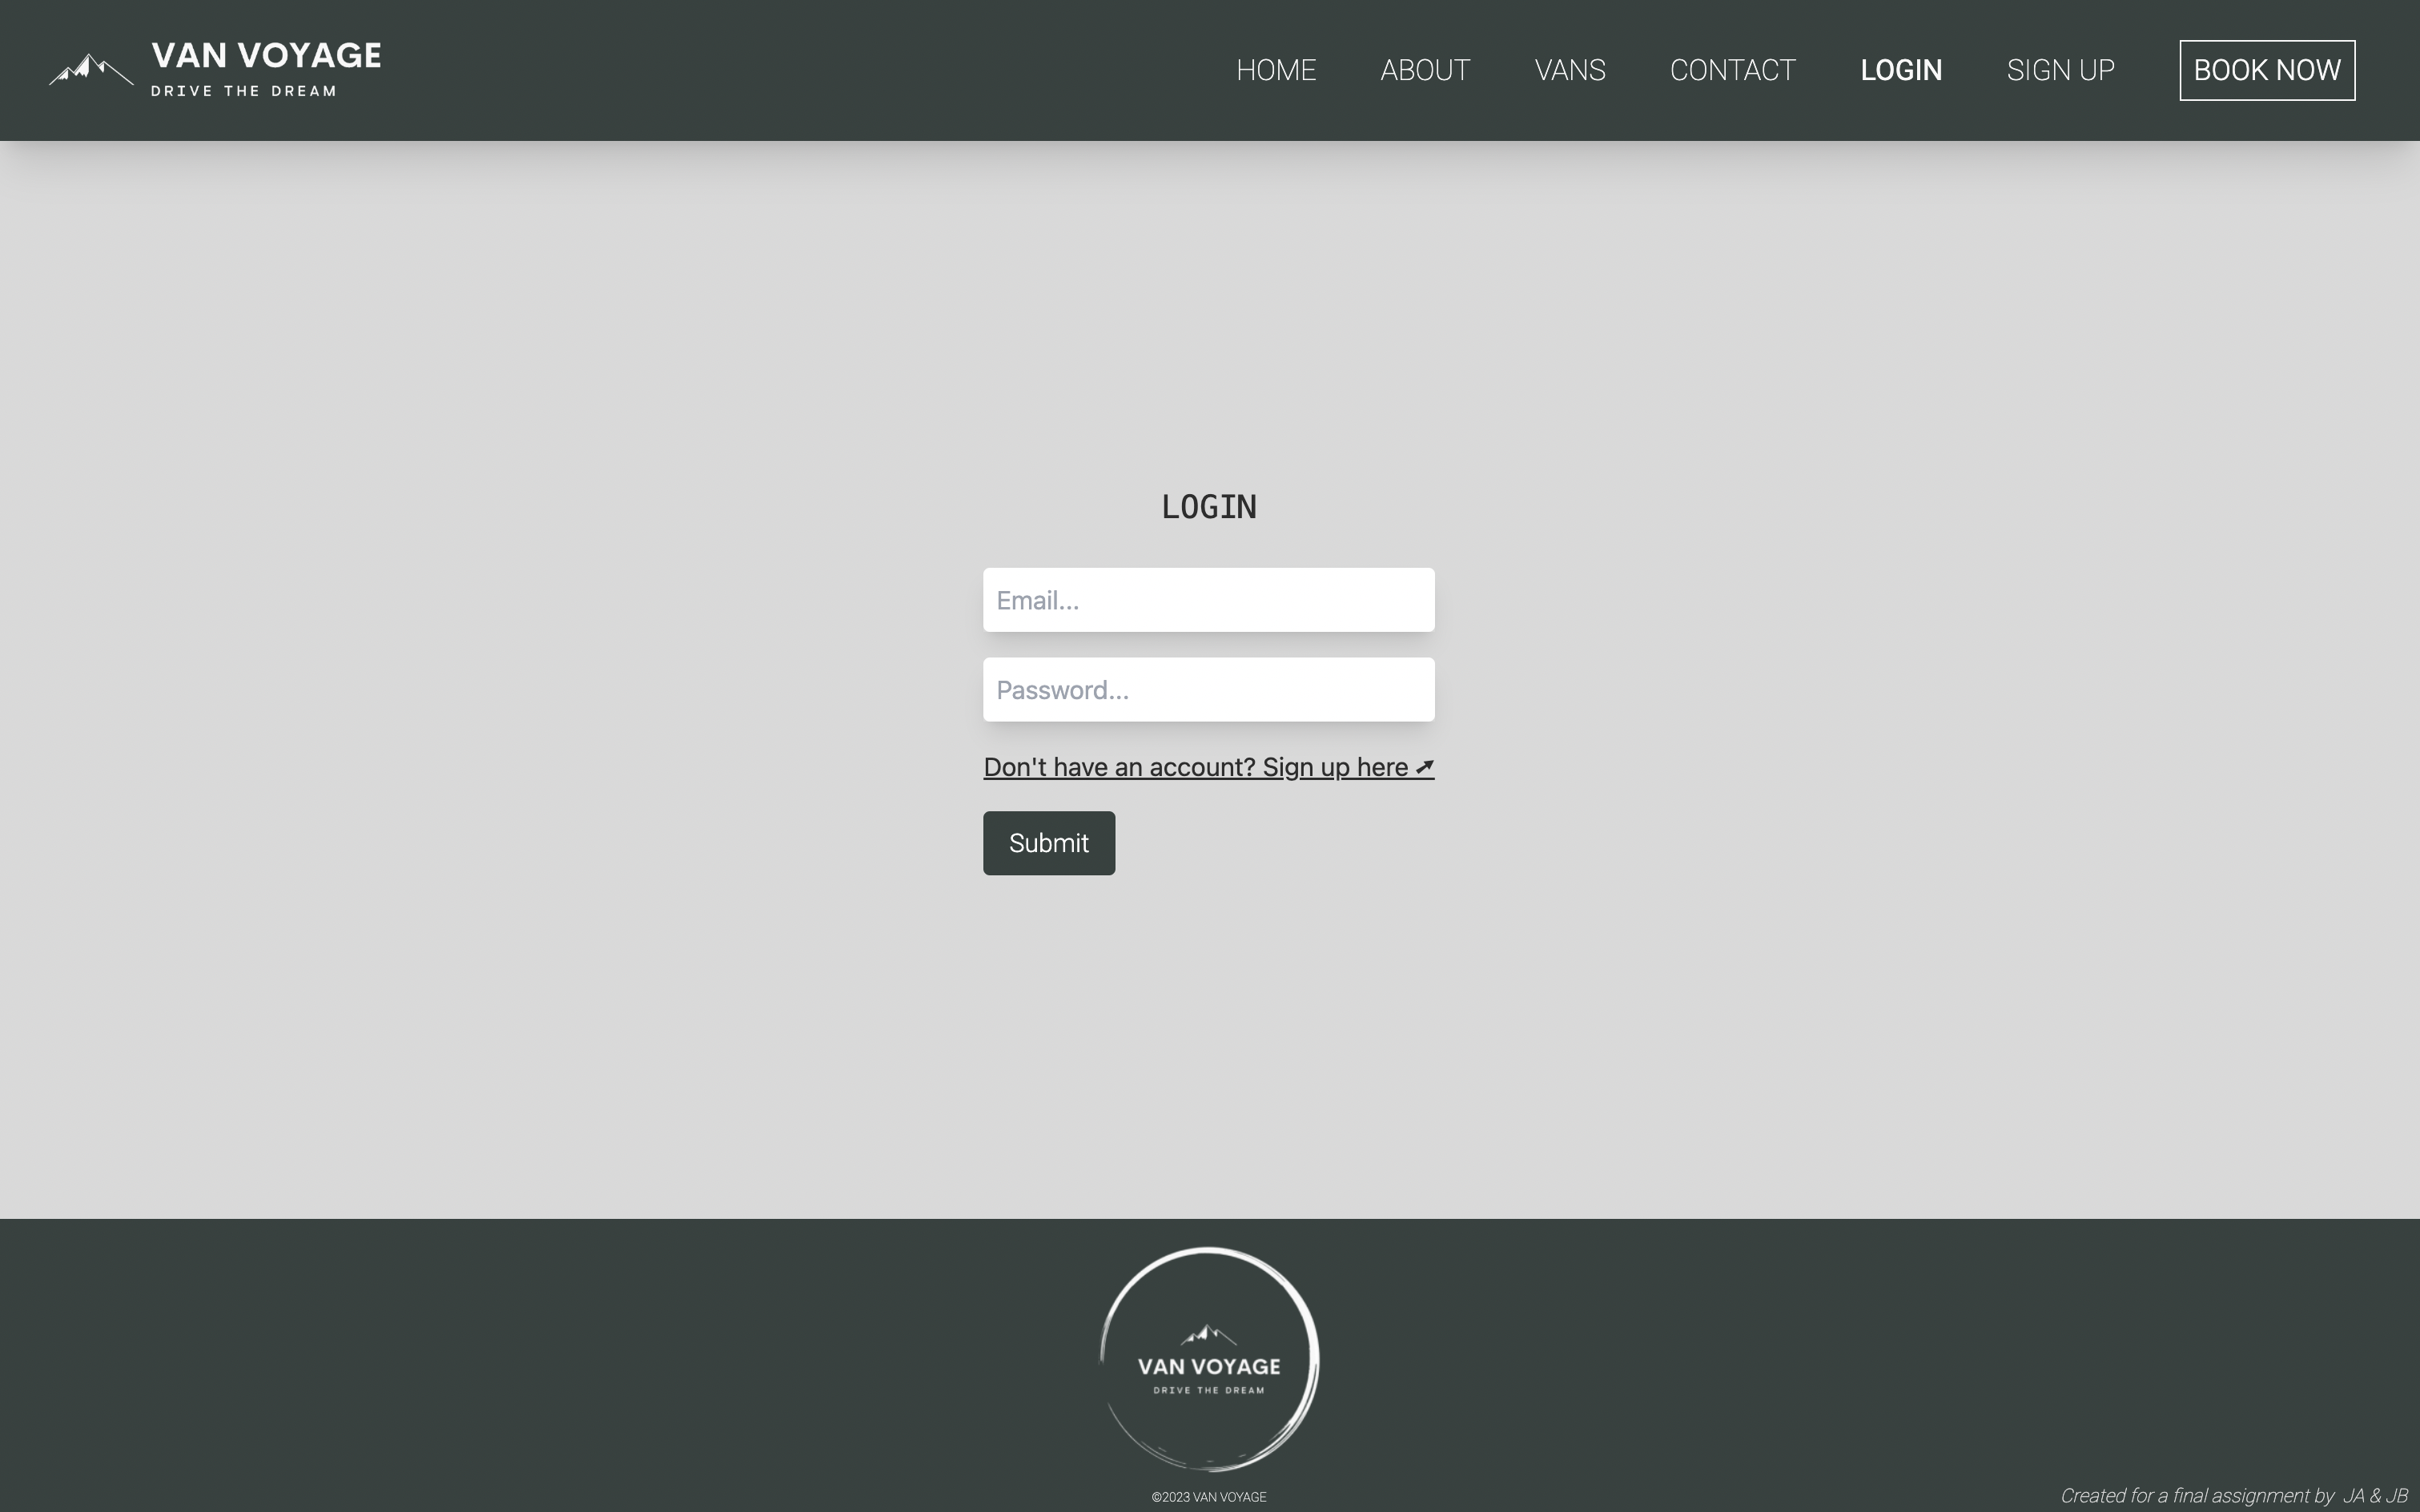 VAN VOYAGE
DRIVE THE DREAM
HOME ABOUT VANS CONTACT LOGIN SIGN UP BOOK NOW
LOGIN
Email...
Password...
Don't have an account? Sign up here ➚
Submit
VAN VOYAGE
DRIVE THE DREAM
©2023 VAN VOYAGE
Created for a final assignment by JA & JB